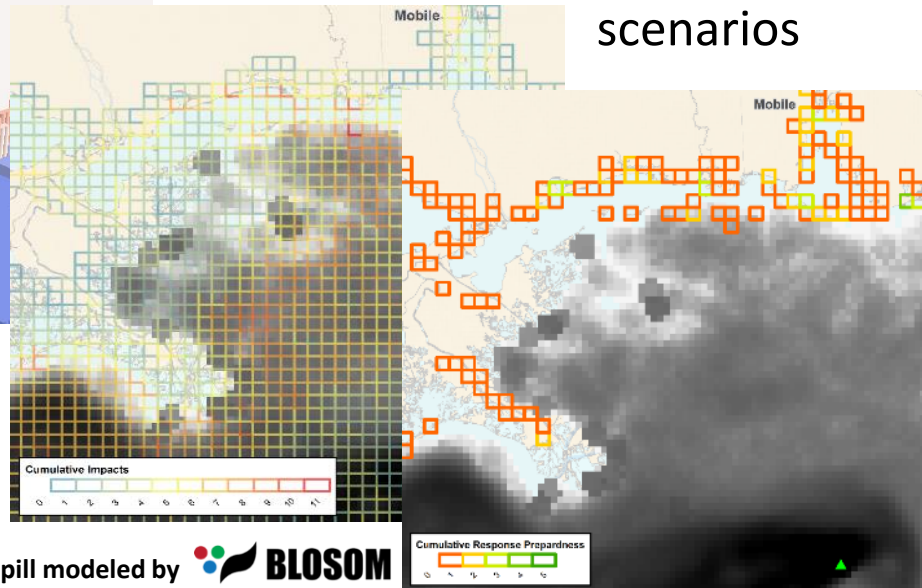 scenarios
Mobile
Mobile
Cumulative Impacts
0 1 2 3 4 5 6 7 8 9 10 11
Cumulative Response Prepardness
0 1 2 3 4 5
pill modeled by BLOSOM